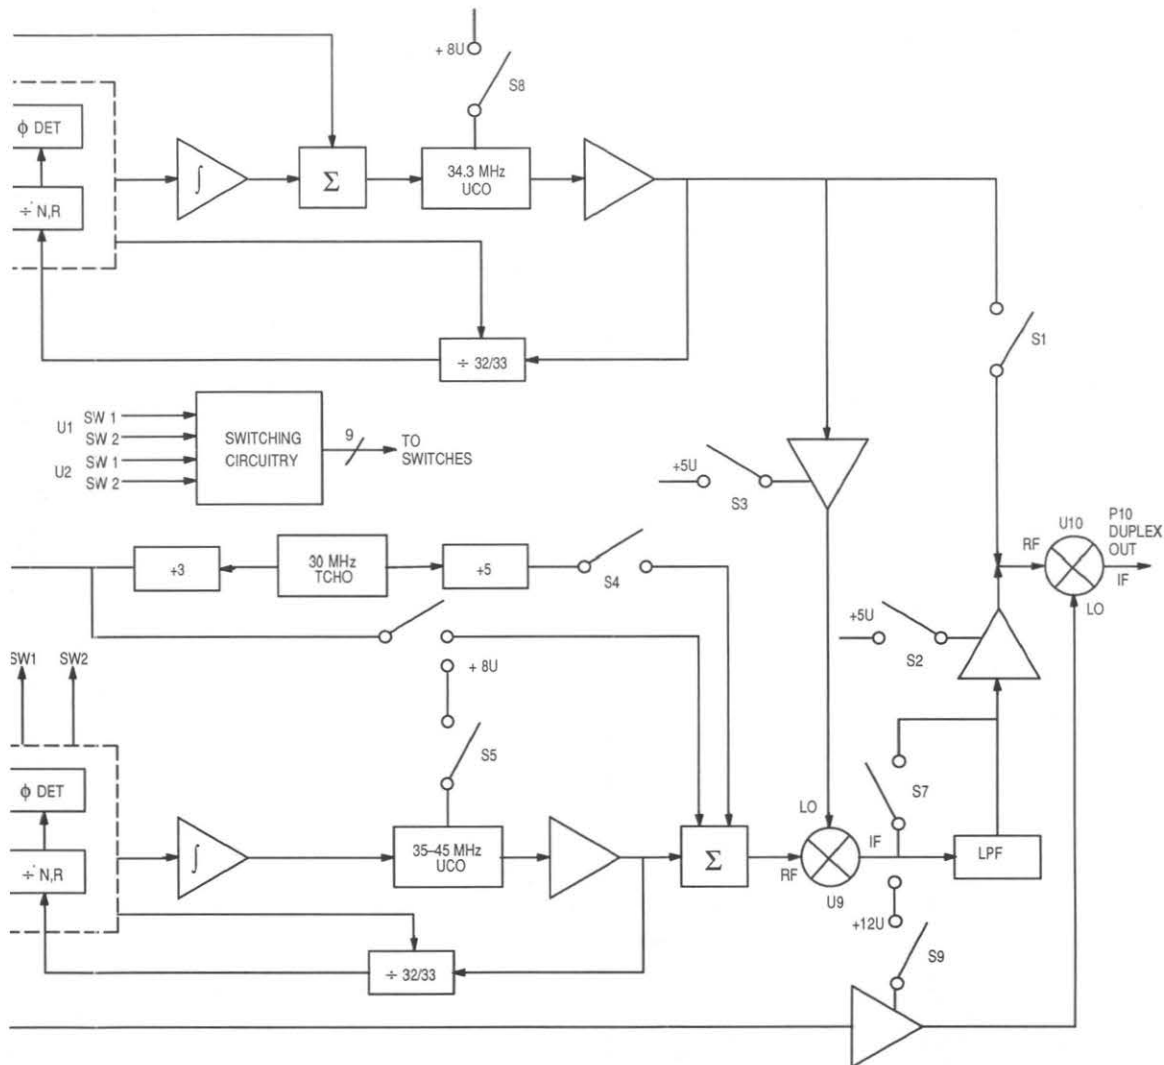 + 8U
S8
ϕ DET
∫
Σ
34.3 MHz
UCO
÷ N,R
÷ 32/33
S1
U1
SW 1
SW 2
U2
SW 1
SW 2
SWITCHING
CIRCUITRY
9
TO
SWITCHES
+5U
S3
+3
30 MHz
TCHO
+5
S4
U10
P10
DUPLEX
OUT
RF
IF
LO
+5U
S2
SW1
SW2
+ 8U
S5
ϕ DET
S7
∫
35–45 MHz
UCO
Σ
LO
RF
IF
U9
LPF
÷ N,R
+12U
÷ 32/33
S9